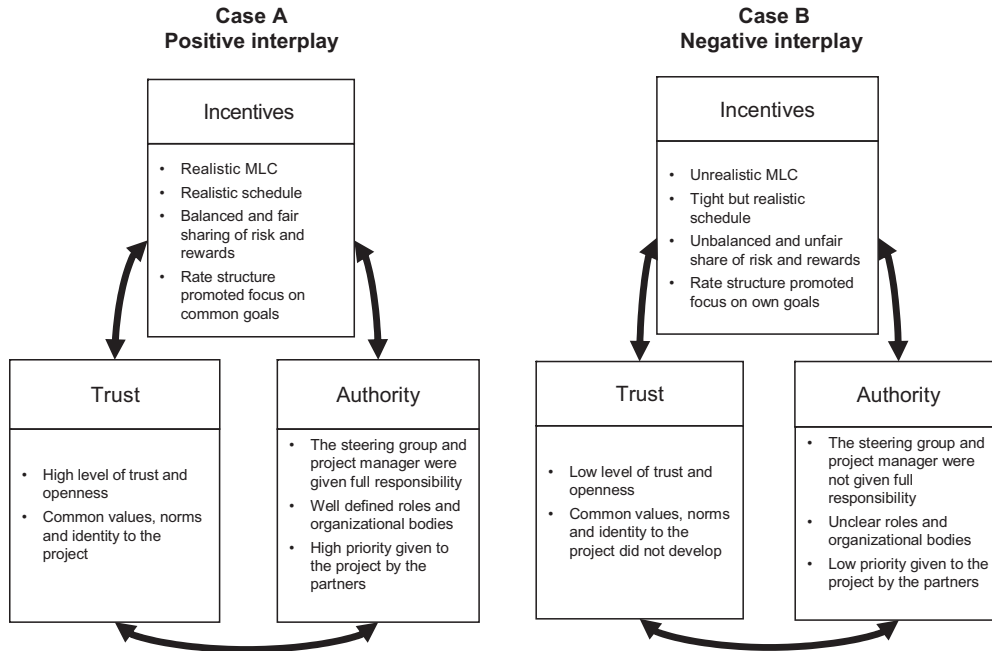 Case A
Positive interplay
Incentives
• Realistic MLC
• Realistic schedule
• Balanced and fair
sharing of risk and
rewards
• Rate structure
promoted focus on
common goals
Trust
• High level of trust and
openness
• Common values, norms
and identity to the
project
Authority
• The steering group and
project manager were
given full responsibility
• Well defined roles and
organizational bodies
• High priority given to
the project by the
partners
Case B
Negative interplay
Incentives
• Unrealistic MLC
• Tight but realistic
schedule
• Unbalanced and unfair
share of risk and rewards
• Rate structure promoted
focus on own goals
Trust
• Low level of trust and
openness
• Common values, norms
and identity to the
project did not develop
Authority
• The steering group and
project manager were
not given full
responsibility
• Unclear roles and
organizational bodies
• Low priority given to the
project by the partners